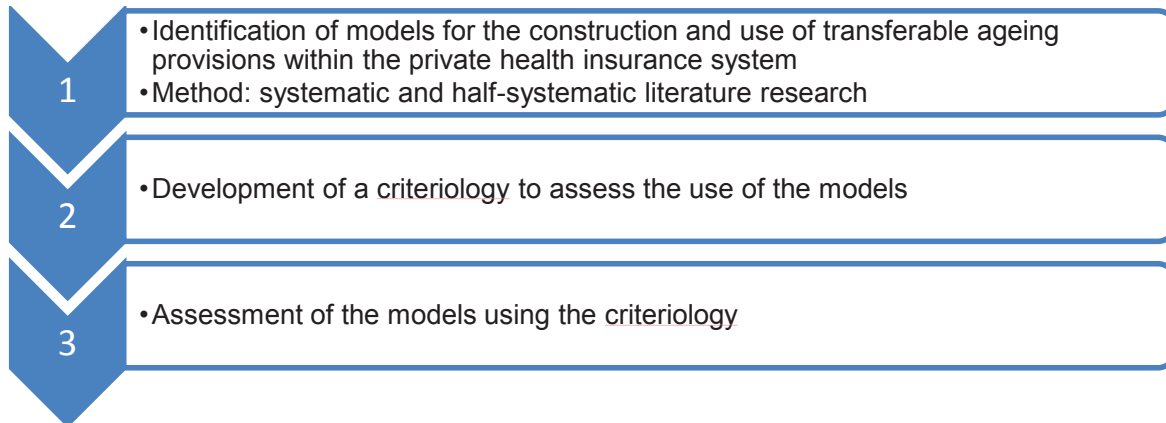 1
•Identification of models for the construction and use of transferable ageing
provisions within the private health insurance system
•Method: systematic and half-systematic literature research
2
•Development of a criteriology to assess the use of the models
3
•Assessment of the models using the criteriology